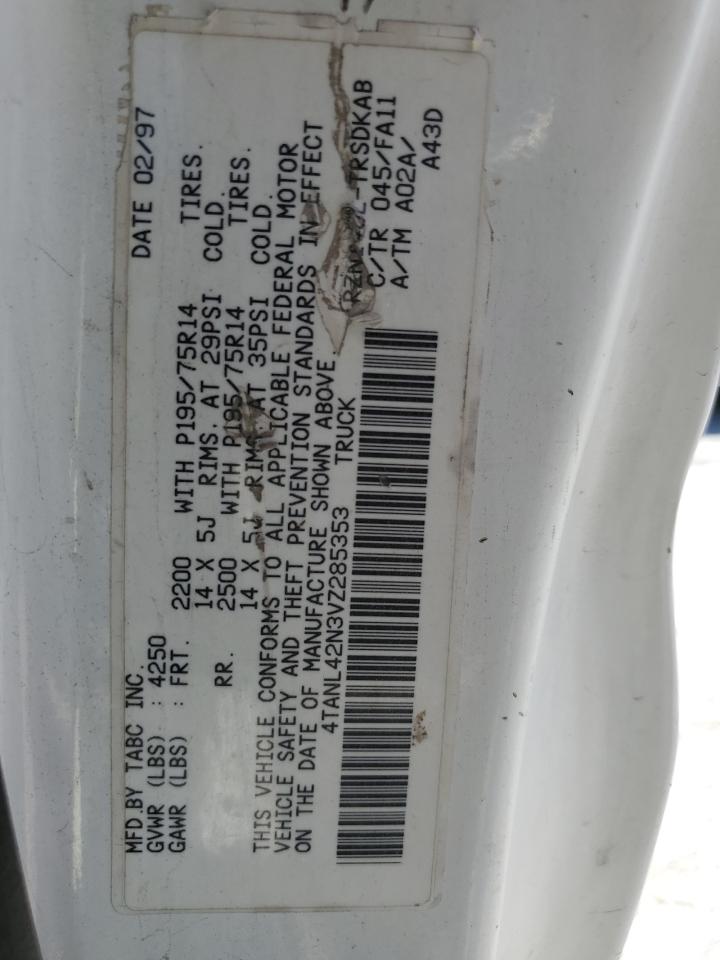 MFD.BY TABC INC. DATE 02/97
GVWR (LBS) : 4250
GAWR (LBS) : FRT. 2200 WITH P195/75R14 TIRES.
14 X 5J RIMS, AT 29PSI COLD.
RR. 2500 WITH P195/75R14 TIRES.
14 X 5J RIMS, AT 35PSI COLD.
THIS VEHICLE CONFORMS TO ALL APPLICABLE FEDERAL MOTOR
VEHICLE SAFETY AND THEFT PREVENTION STANDARDS IN EFFECT
ON THE DATE OF MANUFACTURE SHOWN ABOVE.
4TANL42N3VZ285353 TRUCK
C/TR 045/FA11
A/TM A02A/
A43D